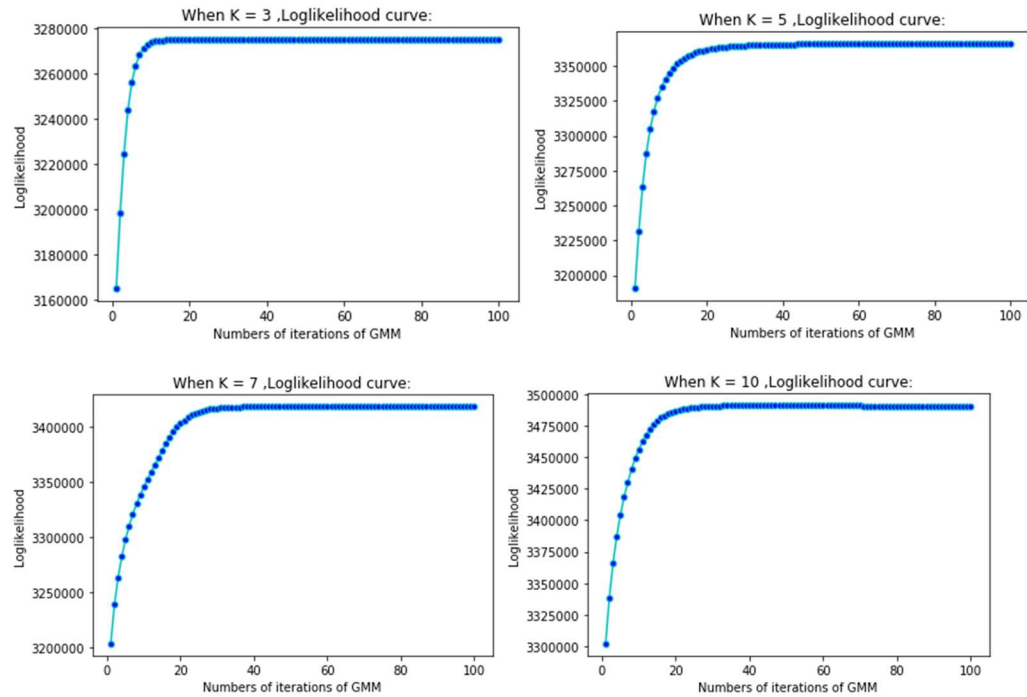 When K = 3 ,Loglikelihood curve:
Loglikelihood
3280000
3260000
3240000
3220000
3200000
3180000
3160000
0 20 40 60 80 100
Numbers of iterations of GMM
When K = 5 ,Loglikelihood curve:
Loglikelihood
3350000
3325000
3300000
3275000
3250000
3225000
3200000
0 20 40 60 80 100
Numbers of iterations of GMM
When K = 7 ,Loglikelihood curve:
Loglikelihood
3400000
3350000
3300000
3250000
3200000
0 20 40 60 80 100
Numbers of iterations of GMM
When K = 10 ,Loglikelihood curve:
Loglikelihood
3500000
3475000
3450000
3425000
3400000
3375000
3350000
3325000
3300000
0 20 40 60 80 100
Numbers of iterations of GMM